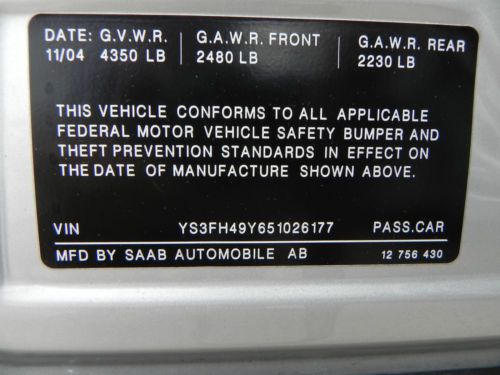 DATE: G.V.W.R. G.A.W.R. FRONT G.A.W.R. REAR
11/04 4350 LB 2480 LB 2230 LB
THIS VEHICLE CONFORMS TO ALL APPLICABLE
FEDERAL MOTOR VEHICLE SAFETY BUMPER AND
THEFT PREVENTION STANDARDS IN EFFECT ON
THE DATE OF MANUFACTURE SHOWN ABOVE.
VIN YS3FH49Y651026177 PASS.CAR
MFD BY SAAB AUTOMOBILE AB 12 756 430